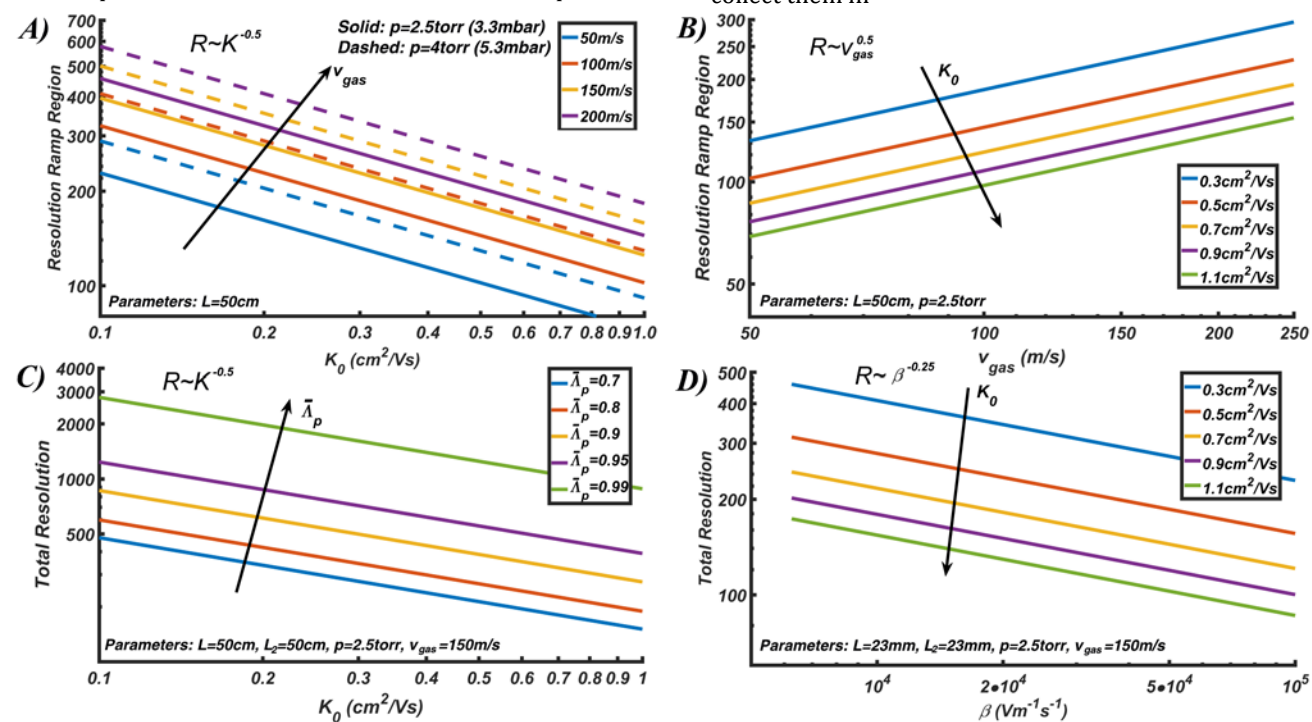 collect them in
A)
R~K^-0.5
Solid: p=2.5torr (3.3mbar)
Dashed: p=4torr (5.3mbar)
v_gas
50m/s
100m/s
150m/s
200m/s
Resolution Ramp Region
700
600
500
400
300
200
100
Parameters: L=50cm
0.1 0.2 0.3 0.4 0.5 0.6 0.7 0.8 0.9 1.0
K_0 (cm^2/Vs)
B)
R~v_gas^0.5
K_0
Resolution Ramp Region
300
250
200
150
100
50
0.3cm^2/Vs
0.5cm^2/Vs
0.7cm^2/Vs
0.9cm^2/Vs
1.1cm^2/Vs
Parameters: L=50cm, p=2.5torr
50 100 150 200 250
v_gas (m/s)
C)
R~K^-0.5
Λ̄_p
Λ̄_p=0.7
Λ̄_p=0.8
Λ̄_p=0.9
Λ̄_p=0.95
Λ̄_p=0.99
Total Resolution
4000
3000
2000
1000
500
Parameters: L=50cm, L_2=50cm, p=2.5torr, v_gas=150m/s
0.1 0.2 0.3 0.4 0.5 0.6 0.7 0.8 0.9 1
K_0 (cm^2/Vs)
D)
R~ β^-0.25
K_0
0.3cm^2/Vs
0.5cm^2/Vs
0.7cm^2/Vs
0.9cm^2/Vs
1.1cm^2/Vs
Total Resolution
500
400
300
200
100
Parameters: L=23mm, L_2=23mm, p=2.5torr, v_gas=150m/s
10^4 2•10^4 5•10^4 10^5
β (Vm^-1s^-1)